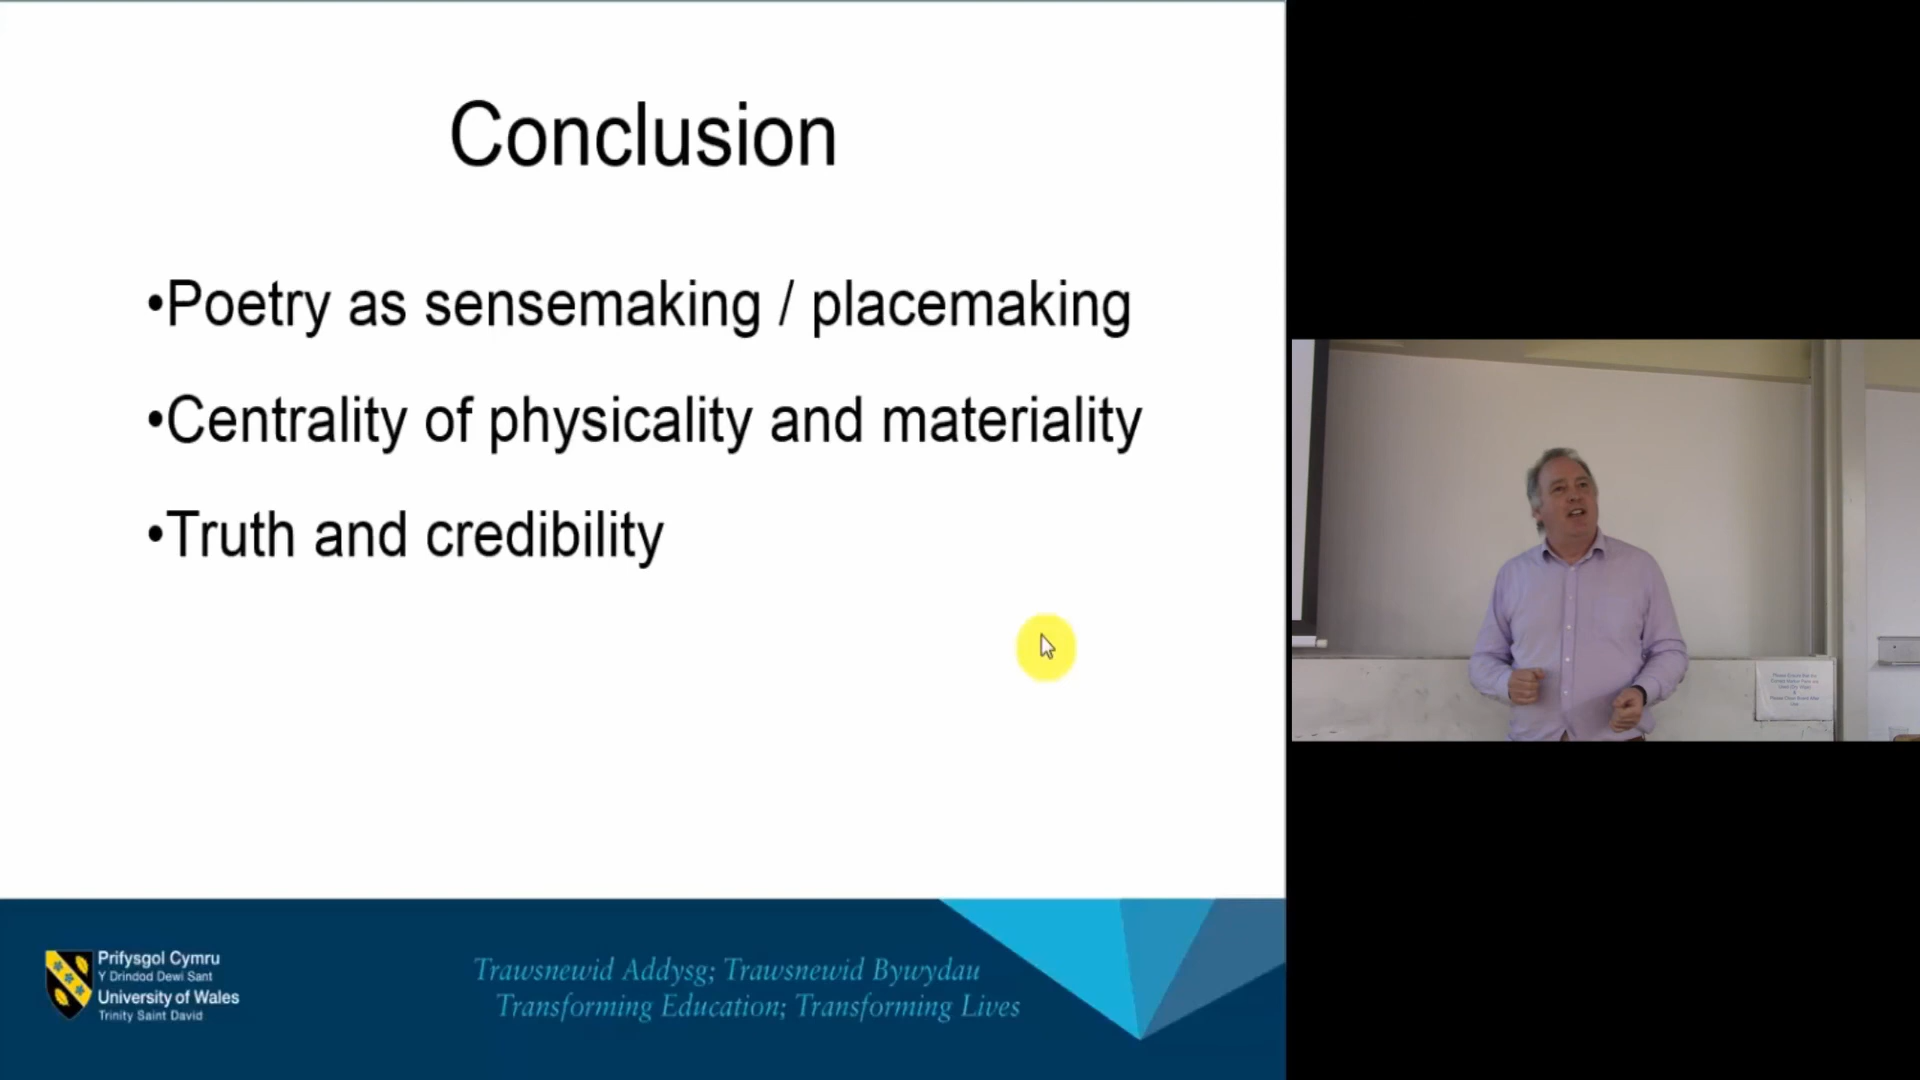 Conclusion
•Poetry as sensemaking / placemaking
•Centrality of physicality and materiality
•Truth and credibility
Prifysgol Cymru
Y Drindod Dewi Sant
University of Wales
Trinity Saint David
Trawsnewid Addysg; Trawsnewid Bywydau
Transforming Education; Transforming Lives